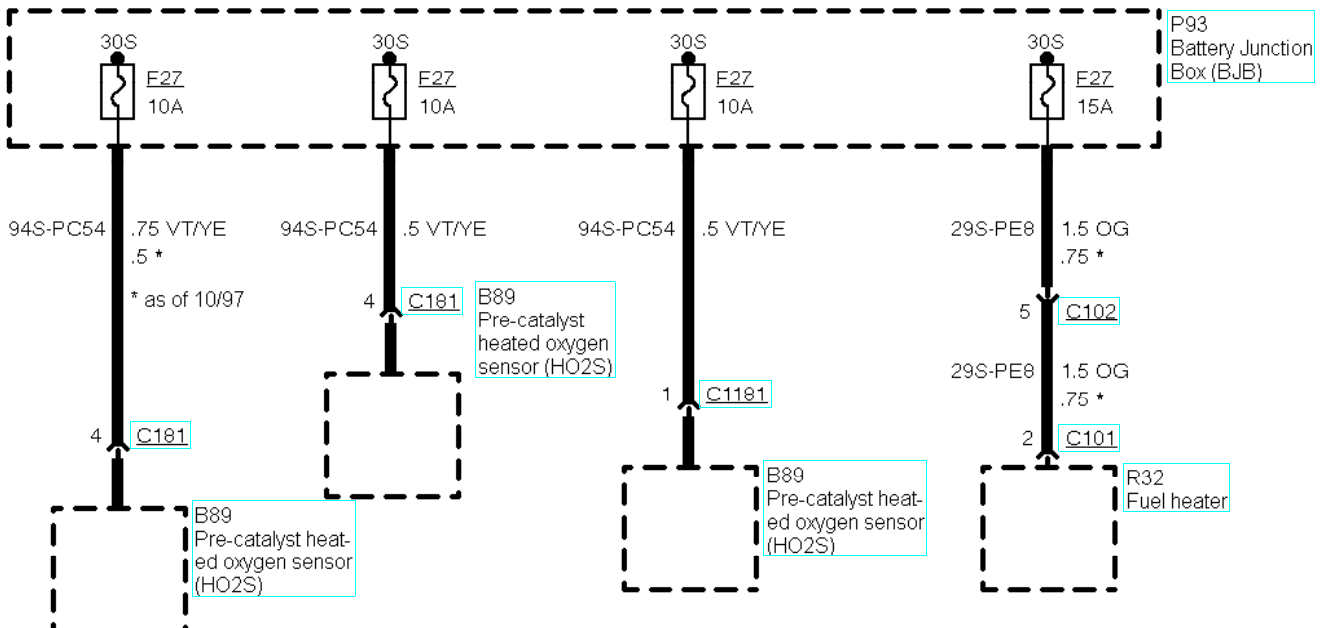 P93
Battery Junction
Box (BJB)
30S
F27
10A
30S
F27
10A
30S
F27
10A
30S
F27
15A
94S-PC54
.75 VT/YE
.5 *
* as of 10/97
94S-PC54
.5 VT/YE
94S-PC54
.5 VT/YE
29S-PE8
1.5 OG
.75 *
4
C181
B89
Pre-catalyst
heated oxygen
sensor (HO2S)
5
C102
29S-PE8
1.5 OG
.75 *
1
C1181
4
C181
2
C101
B89
Pre-catalyst heat-
ed oxygen sensor
(HO2S)
R32
Fuel heater
B89
Pre-catalyst heat-
ed oxygen sensor
(HO2S)